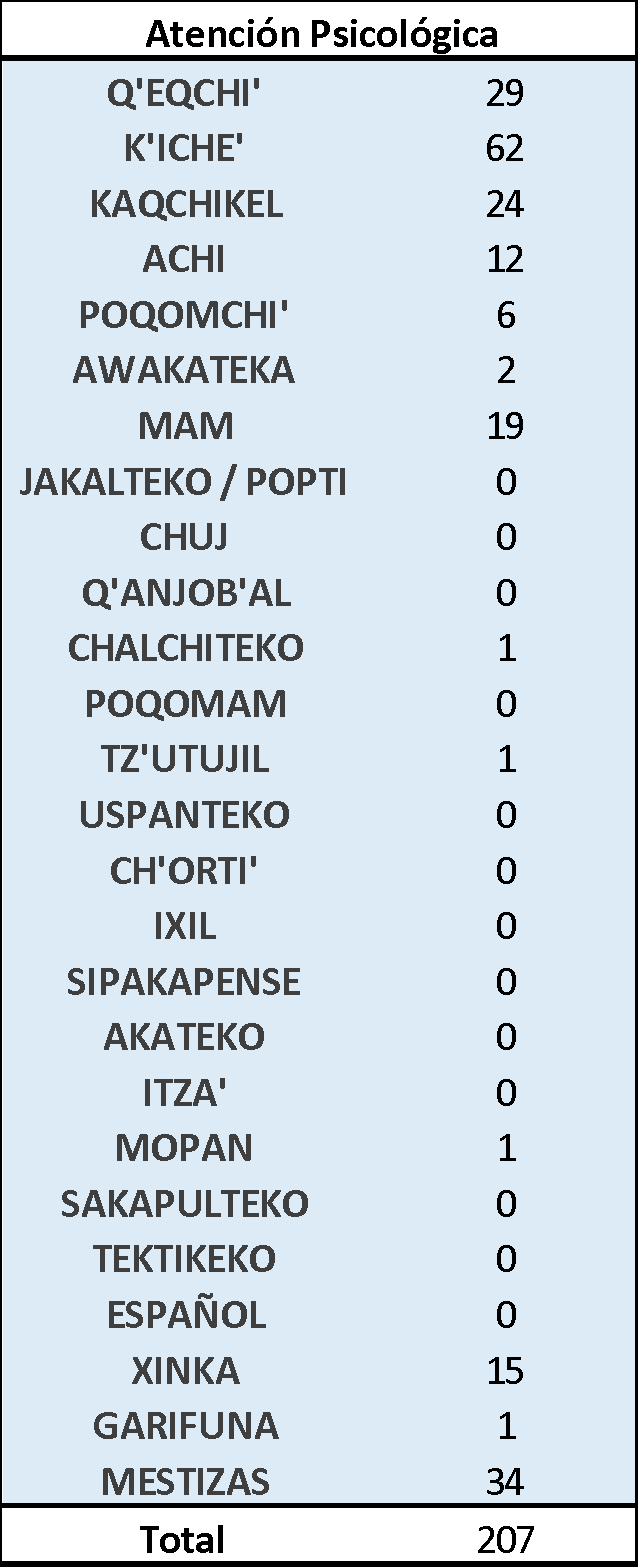 Atención Psicológica
Q'EQCHI' 29
K'ICHE' 62
KAQCHIKEL 24
ACHI 12
POQOMCHI' 6
AWAKATEKA 2
MAM 19
JAKALTEKO / POPTI 0
CHUJ 0
Q'ANJOB'AL 0
CHALCHITEKO 1
POQOMAM 0
TZ'UTUJIL 1
USPANTEKO 0
CH'ORTI' 0
IXIL 0
SIPAKAPENSE 0
AKATEKO 0
ITZA' 0
MOPAN 1
SAKAPULTEKO 0
TEKTIKEKO 0
ESPAÑOL 0
XINKA 15
GARIFUNA 1
MESTIZAS 34
Total 207